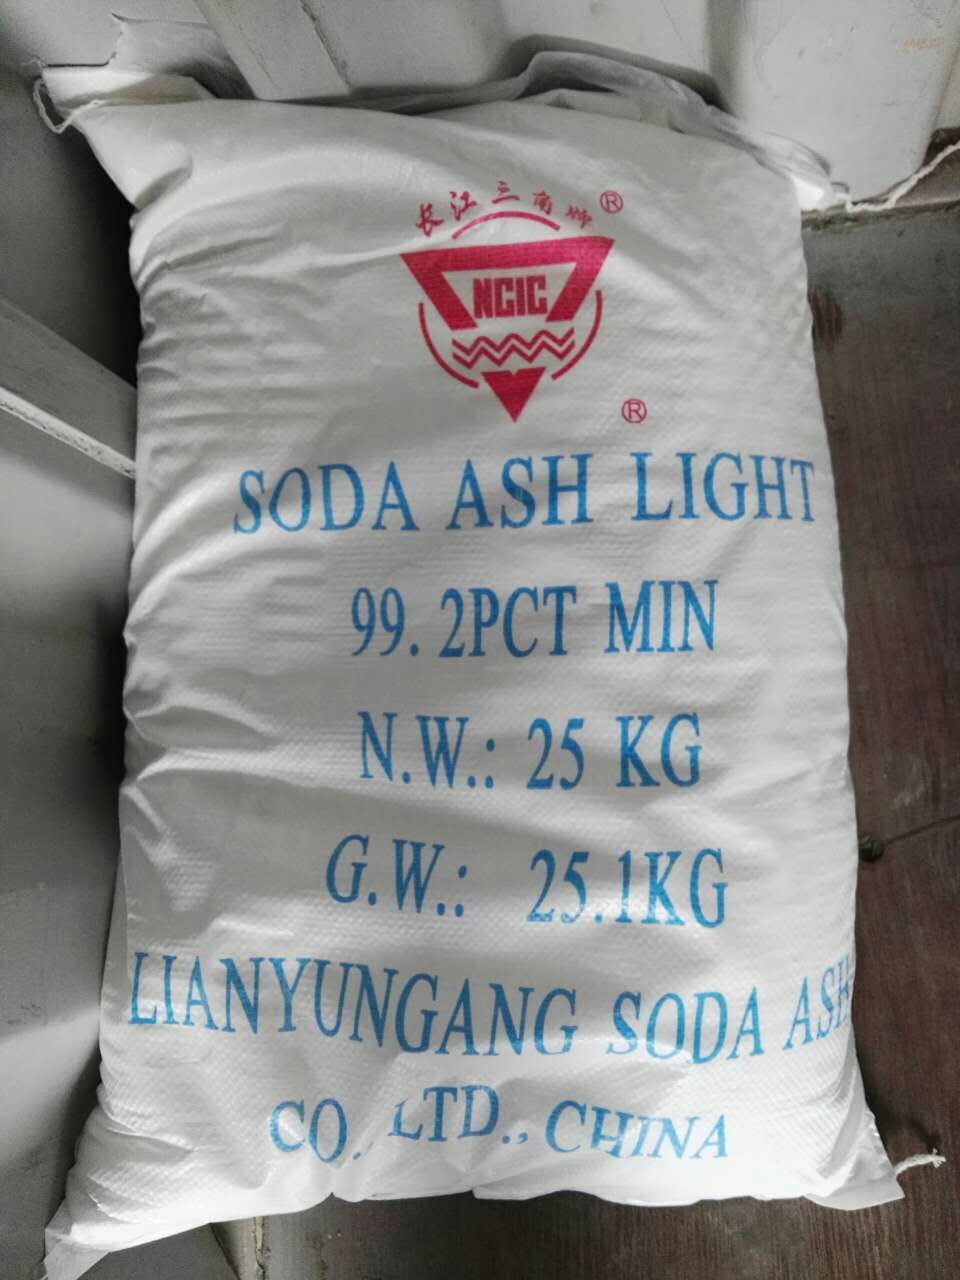 长江三角牌®
NCIC
®
SODA ASH LIGHT
99.2PCT MIN
N.W.: 25 KG
G.W.: 25.1KG
LIANYUNGANG SODA ASH
CO. LTD., CHINA